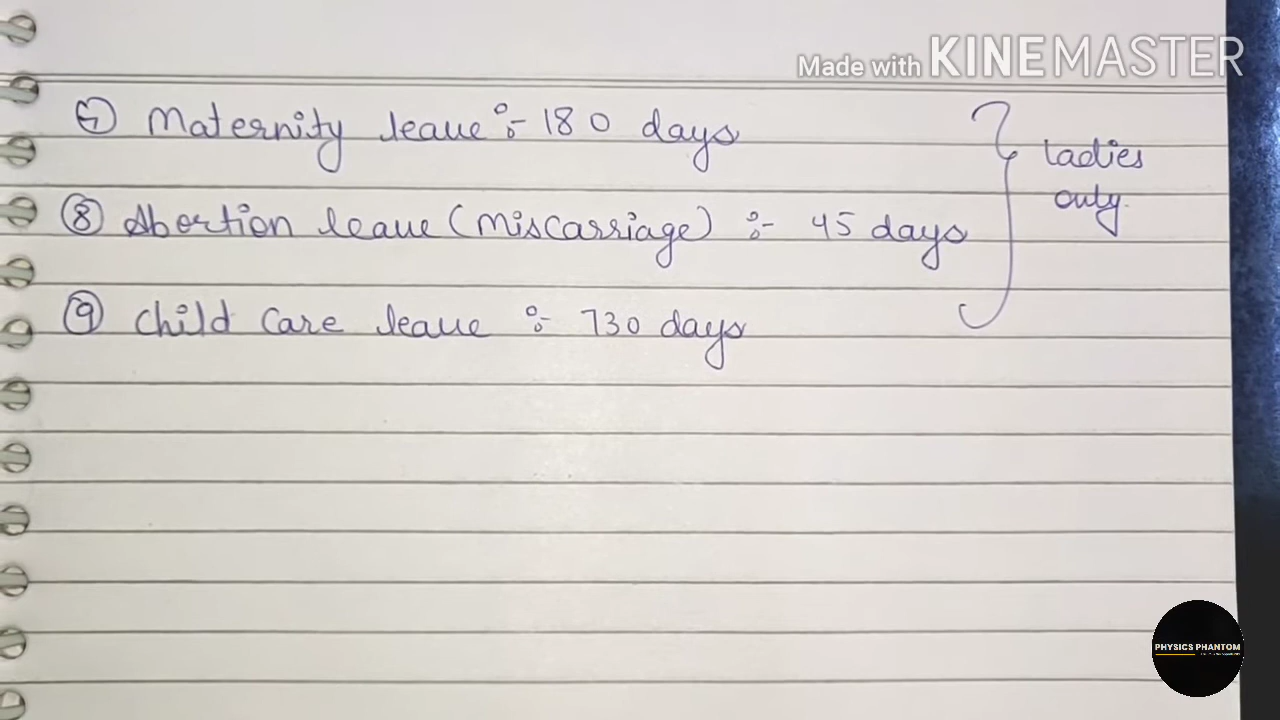 Made with KINEMASTER
⑦ Maternity leave :- 180 days
Ladies only.
⑧ Abortion leave (Miscarriage) :- 45 days
⑨ Child Care leave :- 730 days
PHYSICS PHANTOM